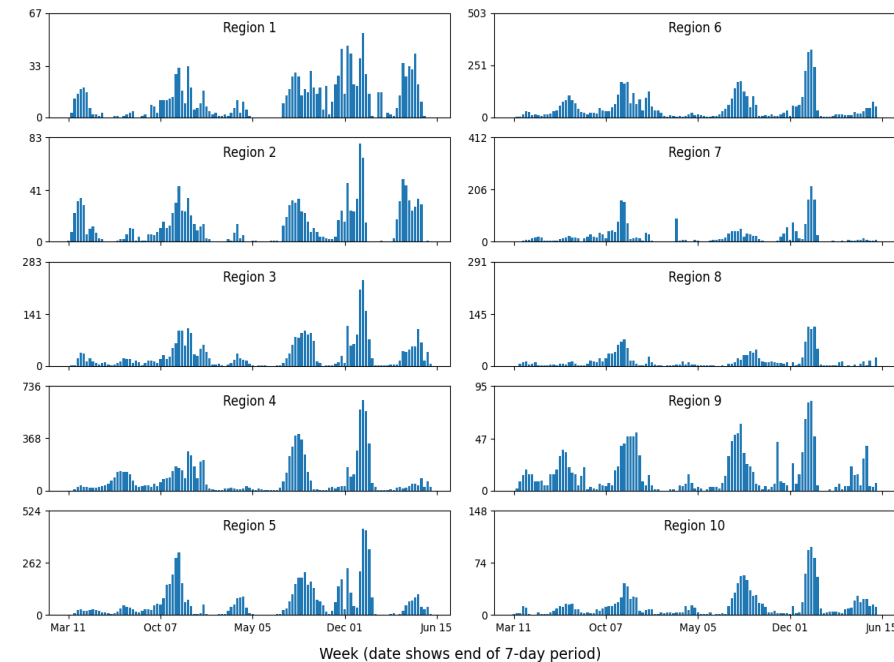 67
33
0
Region 1
503
251
0
Region 6
83
41
0
Region 2
412
206
0
Region 7
283
141
0
Region 3
291
145
0
Region 8
736
368
0
Region 4
95
47
0
Region 9
524
262
0
Region 5
148
74
0
Region 10
Mar 11 Oct 07 May 05 Dec 01 Jun 15
Mar 11 Oct 07 May 05 Dec 01 Jun 15
Week (date shows end of 7-day period)